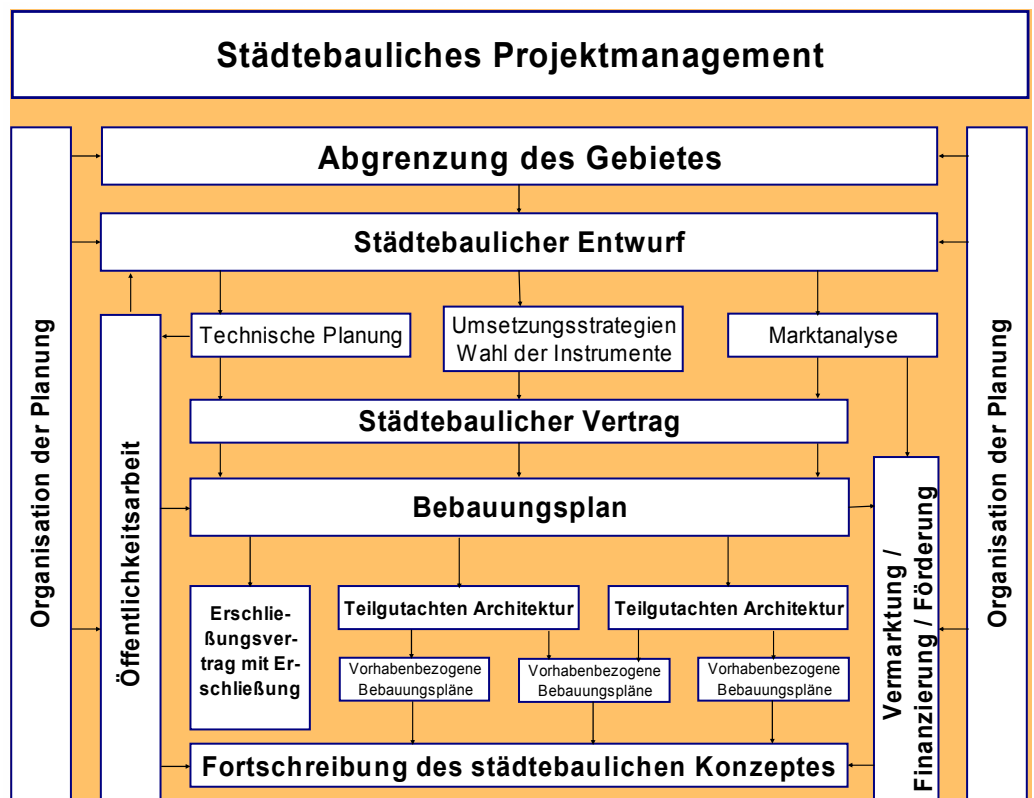 Städtebauliches Projektmanagement
Organisation der Planung
Abgrenzung des Gebietes
Städtebaulicher Entwurf
Öffentlichkeitsarbeit
Technische Planung
Umsetzungsstrategien
Wahl der Instrumente
Marktanalyse
Städtebaulicher Vertrag
Bebauungsplan
Erschlie-
ßungsver-
trag mit Er-
schließung
Teilgutachten Architektur
Teilgutachten Architektur
Vorhabenbezogene
Bebauungspläne
Vorhabenbezogene
Bebauungspläne
Vorhabenbezogene
Bebauungspläne
Fortschreibung des städtebaulichen Konzeptes
Vermarktung /
Finanzierung / Förderung
Organisation der Planung